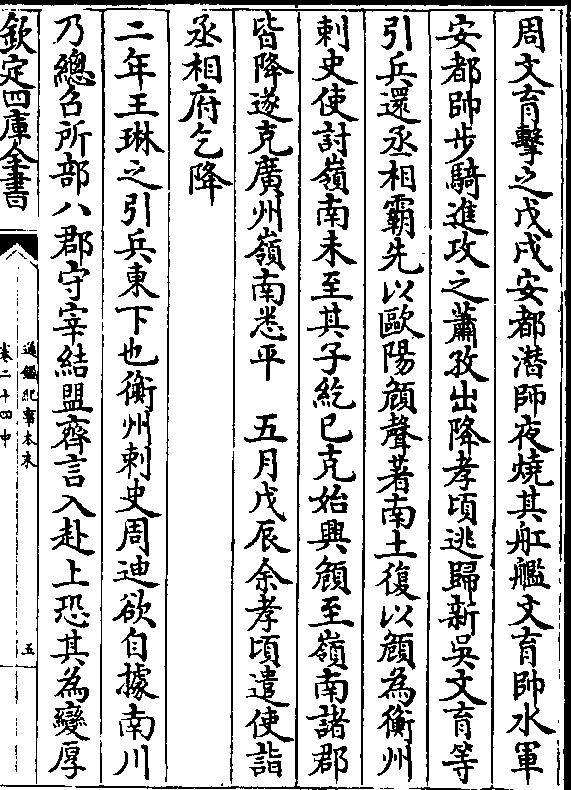 周文育擊之戊戌安都潛師夜燒其舡艦文育帥水軍
安都帥步騎進攻之蕭孜出降孝頃逃歸新吳文育等
引兵還丞相霸先以歐陽頠聲著南土復以頠為衡州
刺史使討嶺南未至其子紇已克始興頠至嶺南諸郡
皆降遂克廣州嶺南悉平　五月戊辰余孝頃遣使詣
丞相府乞降
二年王琳之引兵東下也衡州刺史周迪欲自據南川
乃總召所部八郡守宰結盟齊言入赴上恐其為變厚
欽定四庫全書
通鑑紀事本末
卷二十四中
五